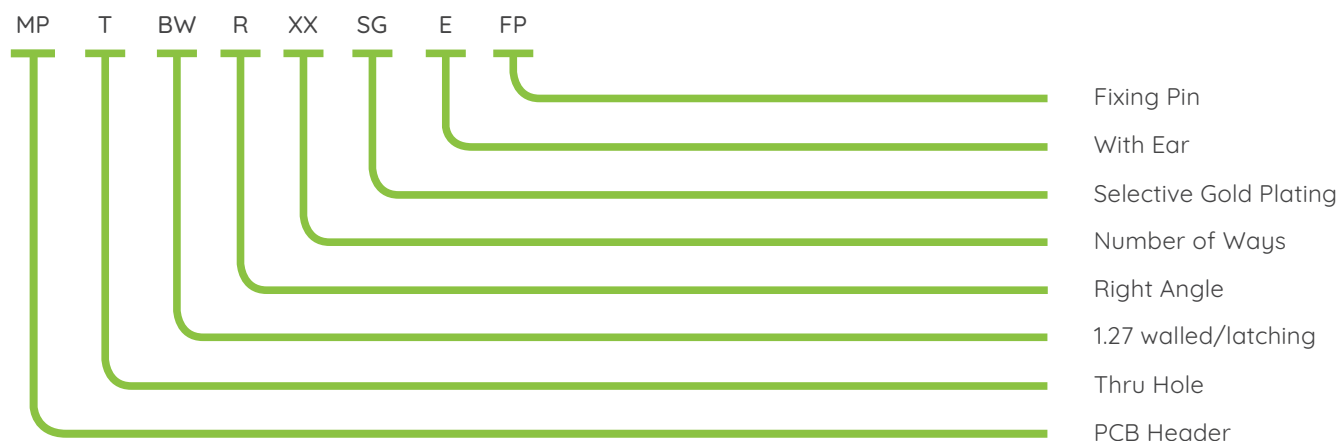 MP T BW R XX SG E FP
Fixing Pin
With Ear
Selective Gold Plating
Number of Ways
Right Angle
1.27 walled/latching
Thru Hole
PCB Header